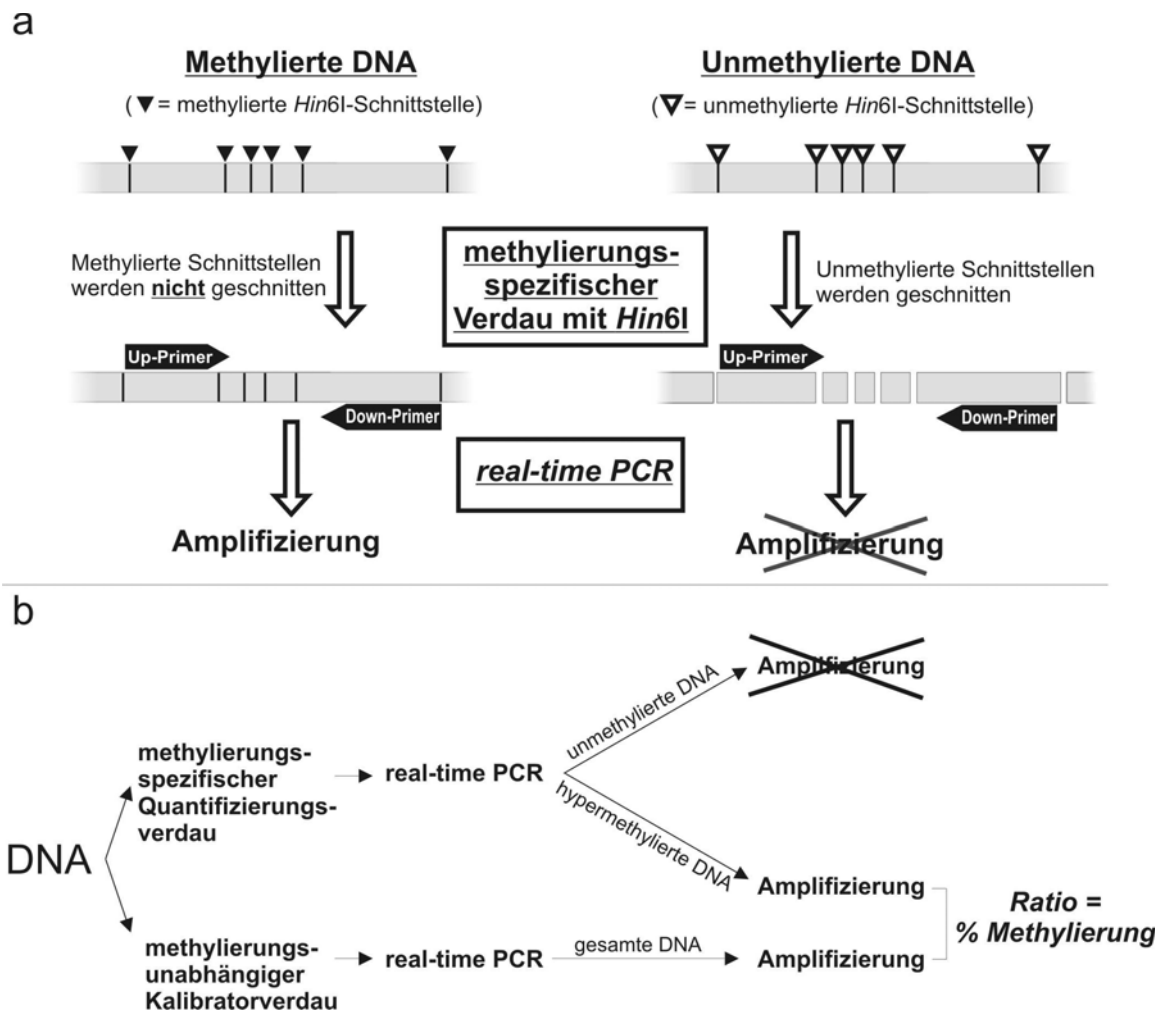 a
Methylierte DNA
(▼= methylierte Hin6I-Schnittstelle)
Unmethylierte DNA
(▽= unmethylierte Hin6I-Schnittstelle)
Methylierte Schnittstellen
werden nicht geschnitten
methylierungs-
spezifischer
Verdau mit Hin6I
Unmethylierte Schnittstellen
werden geschnitten
Up-Primer
Down-Primer
Up-Primer
Down-Primer
real-time PCR
Amplifizierung
Amplifizierung
b
DNA
methylierungs-
spezifischer
Quantifizierungs-
verdau
real-time PCR
unmethylierte DNA
Amplifizierung
hypermethylierte DNA
Amplifizierung
methylierungs-
unabhängiger
Kalibratorverdau
real-time PCR
gesamte DNA
Amplifizierung
Ratio =
% Methylierung